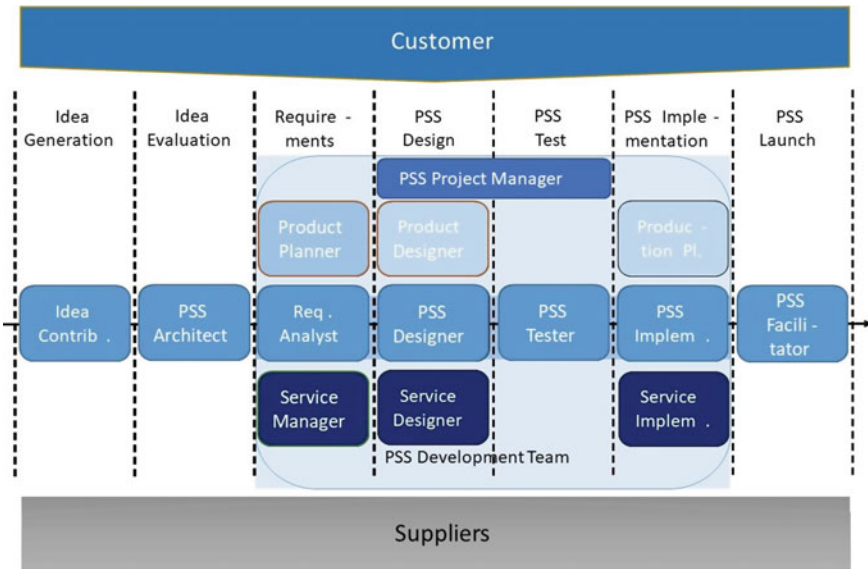 Customer
Idea
Generation
Idea
Evaluation
Require -
ments
PSS
Design
PSS
Test
PSS Imple-
mentation
PSS
Launch
PSS Project Manager
Product
Planner
Product
Designer
Produc -
tion Pl.
Idea
Contrib .
PSS
Architect
Req .
Analyst
PSS
Designer
PSS
Tester
PSS
Implem .
PSS
Facili -
tator
Service
Manager
Service
Designer
Service
Implem .
PSS Development Team
Suppliers